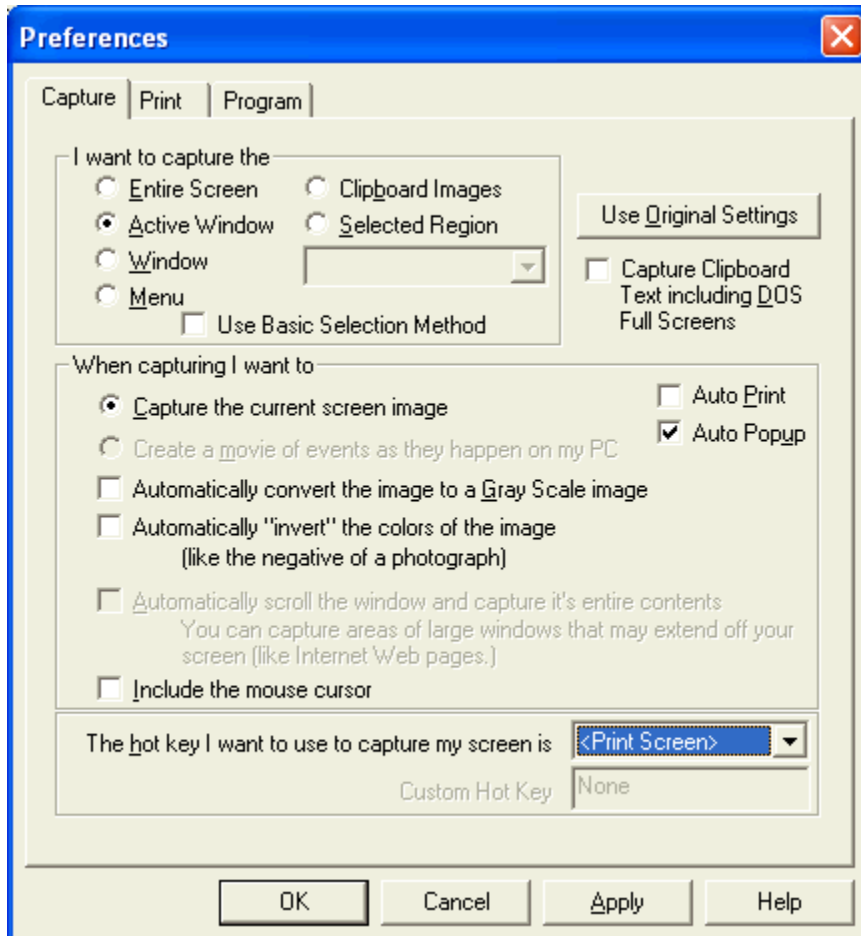 Preferences
Capture Print Program
I want to capture the
Entire Screen Clipboard Images
Active Window Selected Region
Use Original Settings
Window
Menu
Use Basic Selection Method
Capture Clipboard
Text including DOS
Full Screens
When capturing I want to
Capture the current screen image
Auto Print
Create a movie of events as they happen on my PC
Auto Popup
Automatically convert the image to a Gray Scale image
Automatically "invert" the colors of the image
(like the negative of a photograph)
Automatically scroll the window and capture it's entire contents
You can capture areas of large windows that may extend off your
screen (like Internet Web pages.)
Include the mouse cursor
The hot key I want to use to capture my screen is <Print Screen>
Custom Hot Key None
OK Cancel Apply Help